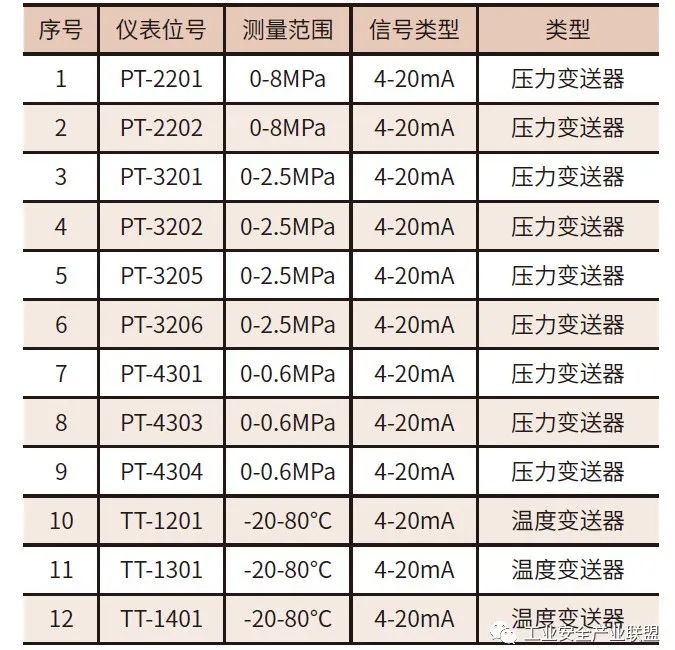 序号 仪表位号 测量范围 信号类型 类型
1 PT-2201 0-8MPa 4-20mA 压力变送器
2 PT-2202 0-8MPa 4-20mA 压力变送器
3 PT-3201 0-2.5MPa 4-20mA 压力变送器
4 PT-3202 0-2.5MPa 4-20mA 压力变送器
5 PT-3205 0-2.5MPa 4-20mA 压力变送器
6 PT-3206 0-2.5MPa 4-20mA 压力变送器
7 PT-4301 0-0.6MPa 4-20mA 压力变送器
8 PT-4303 0-0.6MPa 4-20mA 压力变送器
9 PT-4304 0-0.6MPa 4-20mA 压力变送器
10 TT-1201 -20-80℃ 4-20mA 温度变送器
11 TT-1301 -20-80℃ 4-20mA 温度变送器
12 TT-1401 -20-80℃ 4-20mA 温度变送器
工业安全产业联盟